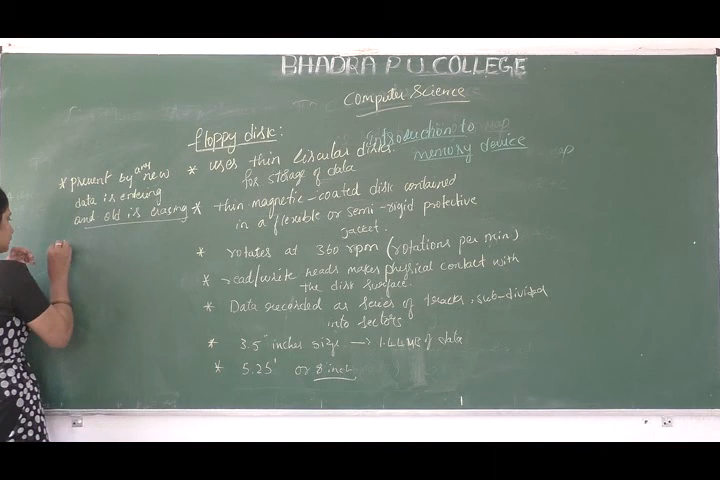 BHADRA P U COLLEGE
Computer Science
Introduction to
memory device
floppy disk:
* uses thin circular disks
for storage of data
* thin magnetic-coated disk contained
in a flexible or semi-rigid protective
jacket.
* rotates at 360 rpm (rotations per min)
* read/write heads makes physical contact with
the disk surface.
* Data recorded as series of tracks, sub-divided
into sectors
* 3.5" inches size → 1.44 MB of data
* 5.25' or 8 inch
* present by any new
data is entering
and old is erasing